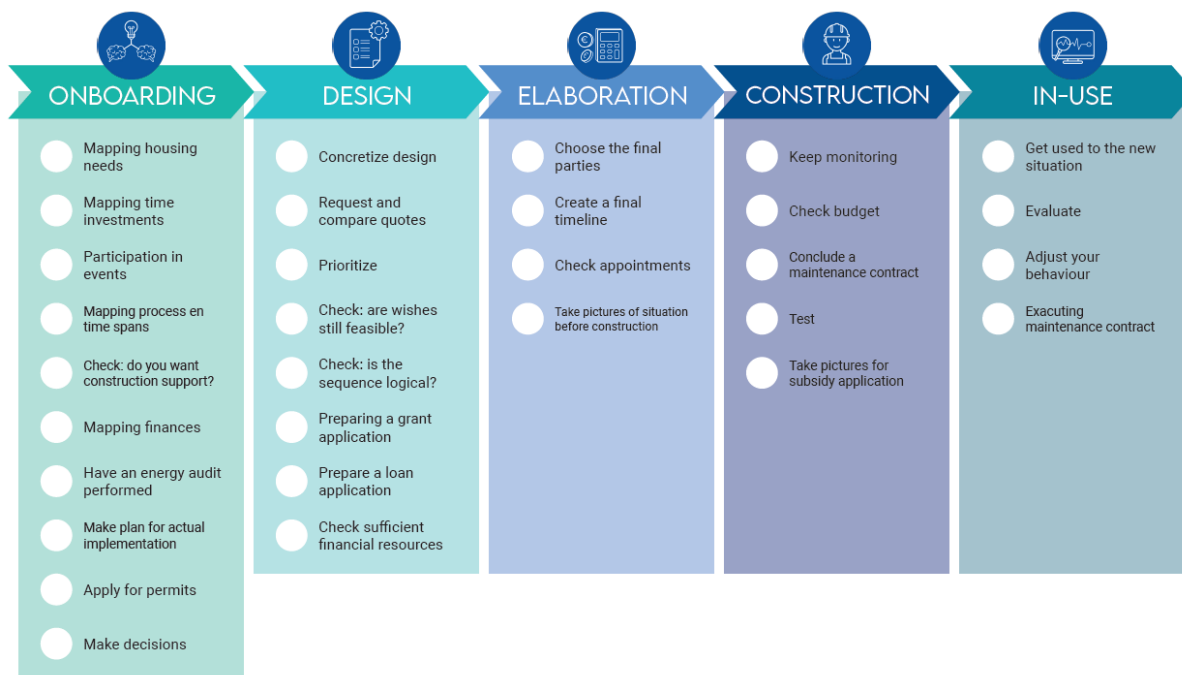 ONBOARDING
Mapping housing
needs
Mapping time
investments
Participation in
events
Mapping process en
time spans
Check: do you want
construction support?
Mapping finances
Have an energy audit
performed
Make plan for actual
implementation
Apply for permits
Make decisions
DESIGN
Concretize design
Request and
compare quotes
Prioritize
Check: are wishes
still feasible?
Check: is the
sequence logical?
Preparing a grant
application
Prepare a loan
application
Check sufficient
financial resources
ELABORATION
Choose the final
parties
Create a final
timeline
Check appointments
Take pictures of situation
before construction
CONSTRUCTION
Keep monitoring
Check budget
Conclude a
maintenance contract
Test
Take pictures for
subsidy application
IN-USE
Get used to the new
situation
Evaluate
Adjust your
behaviour
Exacuting
maintenance contract